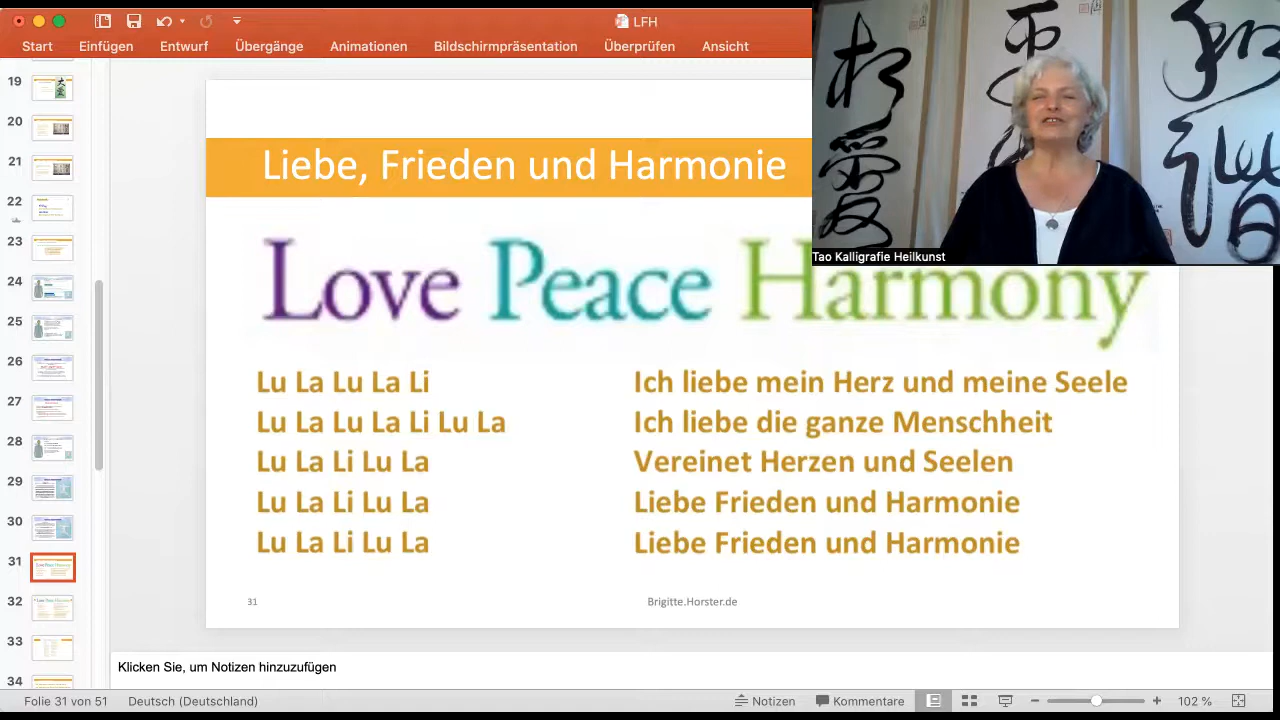 LFH
Start Einfügen Entwurf Übergänge Animationen Bildschirmpräsentation Überprüfen Ansicht
19
20
21
22
23
24
25
26
27
28
29
30
31
32
33
34
Liebe, Frieden und Harmonie
Love Peace Harmony
Lu La Lu La Li
Lu La Lu La Li Lu La
Lu La Li Lu La
Lu La Li Lu La
Lu La Li Lu La
Ich liebe mein Herz und meine Seele
Ich liebe die ganze Menschheit
Vereinet Herzen und Seelen
Liebe Frieden und Harmonie
Liebe Frieden und Harmonie
31
Brigitte.Horster.de
Tao Kalligrafie Heilkunst
Klicken Sie, um Notizen hinzuzufügen
Folie 31 von 51 Deutsch (Deutschland) Notizen Kommentare 102 %